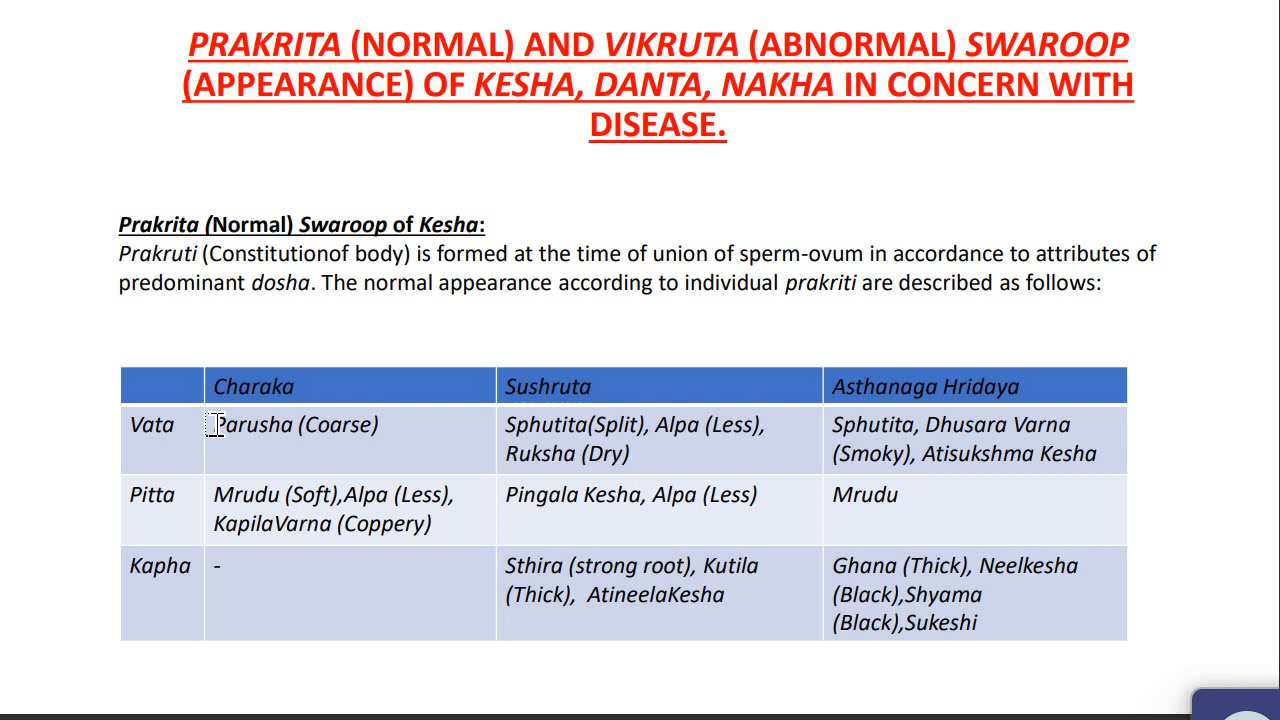 PRAKRITA (NORMAL) AND VIKRUTA (ABNORMAL) SWAROOP
(APPEARANCE) OF KESHA, DANTA, NAKHA IN CONCERN WITH
DISEASE.
Prakrita (Normal) Swaroop of Kesha:
Prakruti (Constitutionof body) is formed at the time of union of sperm-ovum in accordance to attributes of
predominant dosha. The normal appearance according to individual prakriti are described as follows:
Charaka
Sushruta
Asthanaga Hridaya
Vata
Parusha (Coarse)
Sphutita(Split), Alpa (Less),
Ruksha (Dry)
Sphutita, Dhusara Varna
(Smoky), Atisukshma Kesha
Pitta
Mrudu (Soft),Alpa (Less),
KapilaVarna (Coppery)
Pingala Kesha, Alpa (Less)
Mrudu
Kapha
-
Sthira (strong root), Kutila
(Thick), AtineelaKesha
Ghana (Thick), Neelkesha
(Black),Shyama
(Black),Sukeshi